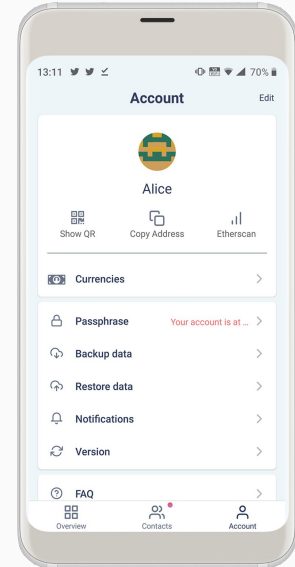 13:11 70%
Account Edit
Alice
Show QR Copy Address Etherscan
Currencies
Passphrase Your account is at ...
Backup data
Restore data
Notifications
Version
FAQ
Overview Contacts Account